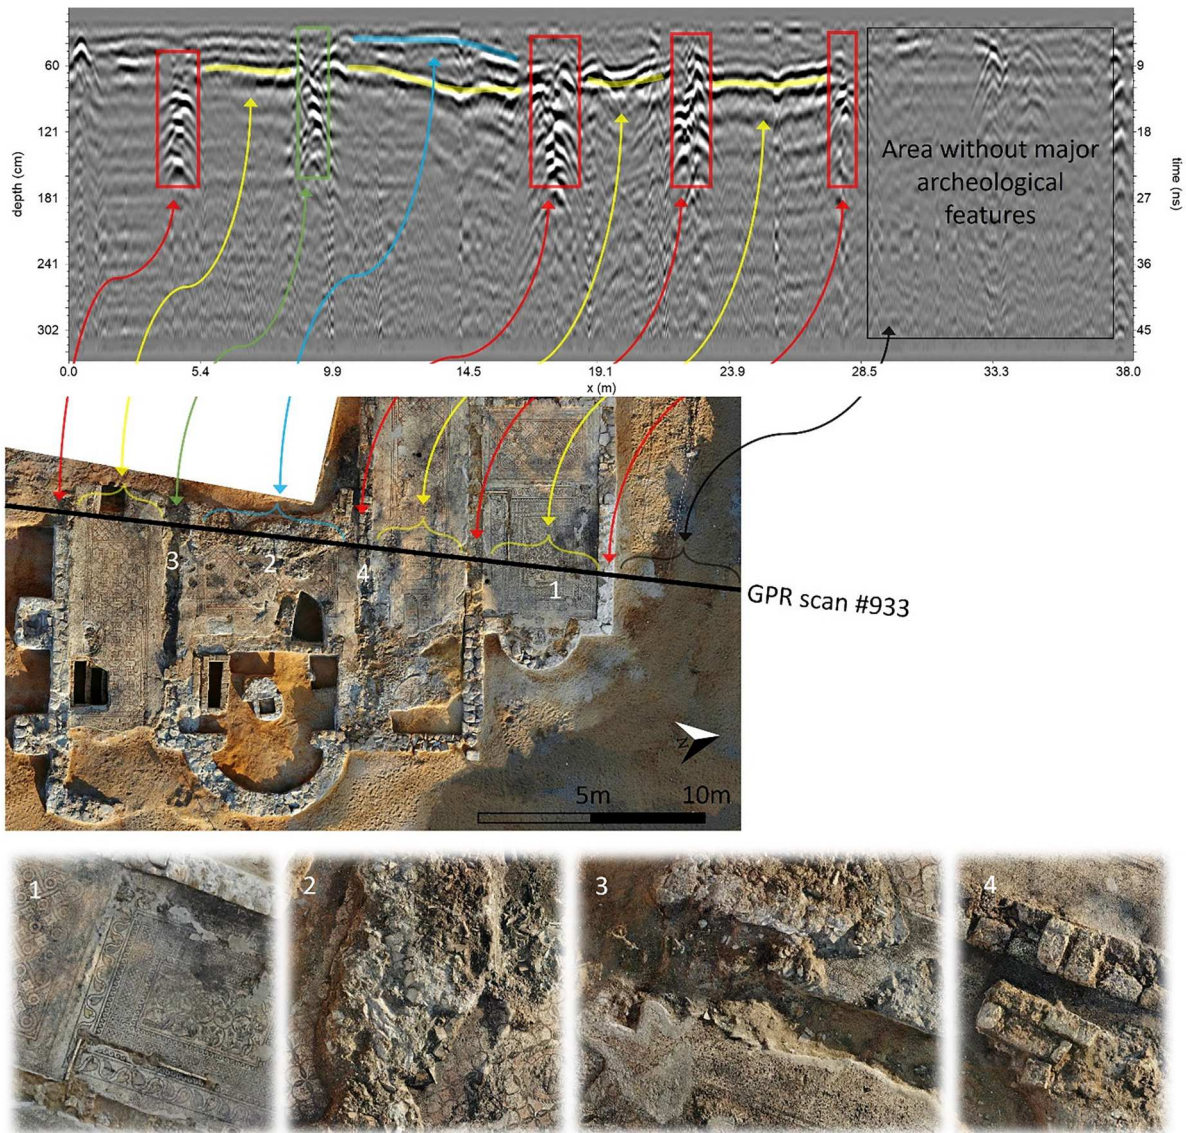 60
121
181
241
302
depth (cm)
9
18
27
36
45
time (ns)
Area without major
archeological
features
0.0 5.4 9.9 14.5 19.1 23.9 28.5 33.3 38.0
x (m)
3
2
4
1
GPR scan #933
N
5m 10m
1
2
3
4